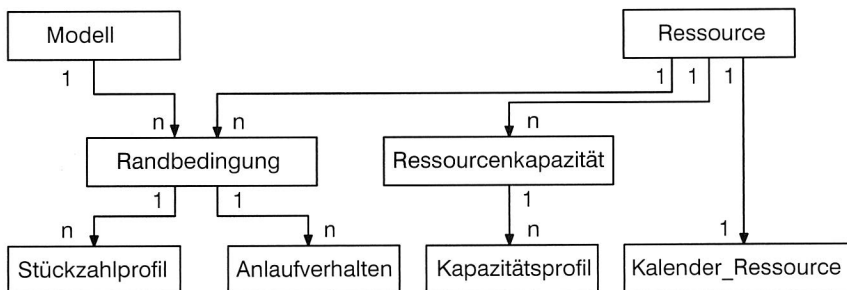 Modell
Ressource
1
1
1
1
n
n
n
Randbedingung
Ressourcenkapazität
1
1
1
n
n
n
1
Stückzahlprofil
Anlaufverhalten
Kapazitätsprofil
Kalender_Ressource